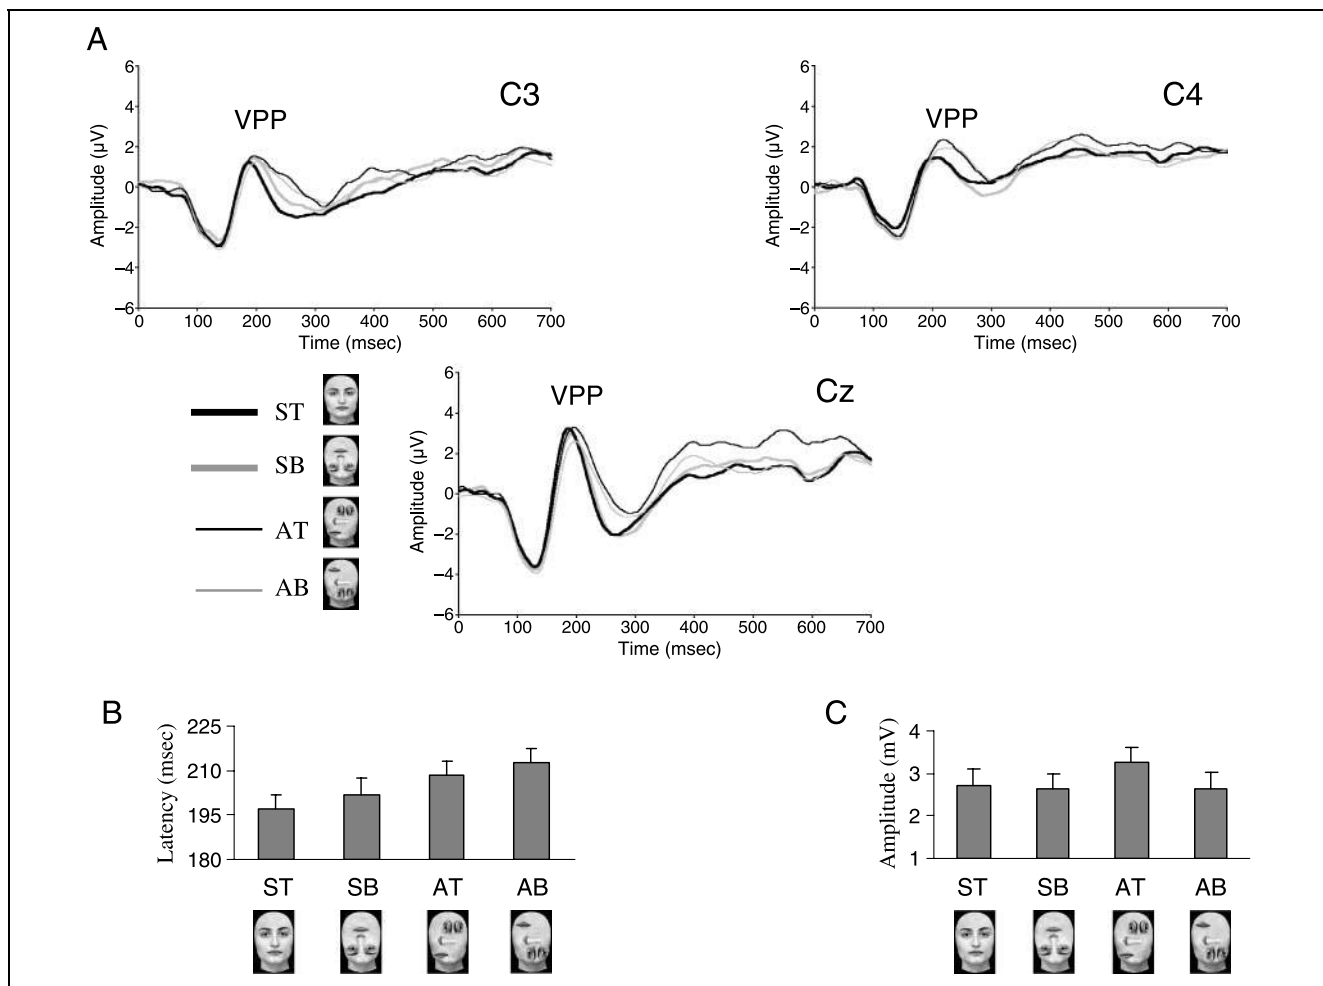 A
C3
VPP
6
4
2
0
−2
−4
−6
Amplitude (μV)
0 100 200 300 400 500 600 700
Time (msec)
C4
VPP
6
4
2
0
−2
−4
−6
Amplitude (μV)
0 100 200 300 400 500 600 700
Time (msec)
ST
SB
AT
AB
Cz
VPP
6
4
2
0
−2
−4
−6
Amplitude (μV)
0 100 200 300 400 500 600 700
Time (msec)
B
225
210
195
180
Latency (msec)
ST SB AT AB
C
4
3
2
1
Amplitude (mV)
ST SB AT AB